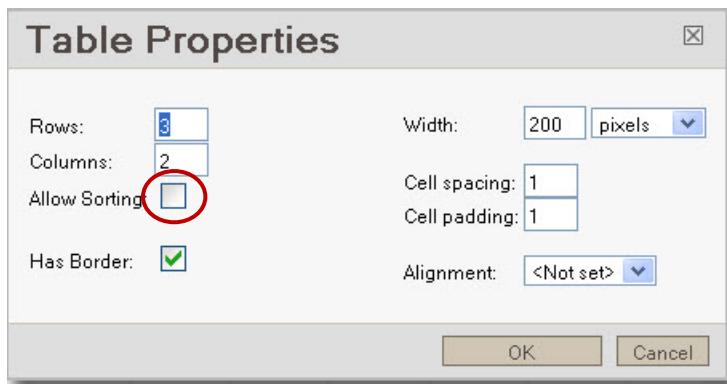 Table Properties
Rows: 3
Columns: 2
Allow Sorting:
Has Border:
Width: 200 pixels
Cell spacing: 1
Cell padding: 1
Alignment: <Not set>
OK Cancel